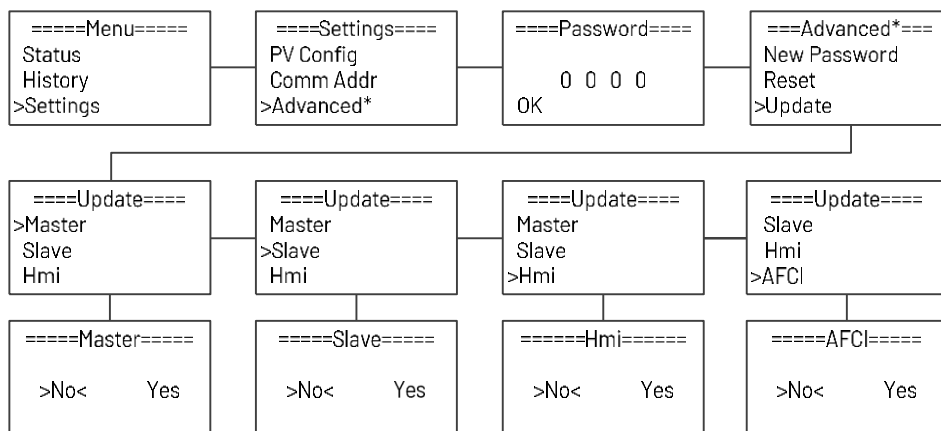 =====Menu=====
Status
History
>Settings
====Settings====
PV Config
Comm Addr
>Advanced*
====Password====
0 0 0 0
OK
===Advanced*===
New Password
Reset
>Update
====Update====
>Master
Slave
Hmi
====Update====
Master
>Slave
Hmi
====Update====
Master
Slave
>Hmi
====Update====
Slave
Hmi
>AFCI
=====Master=====
>No< Yes
=====Slave=====
>No< Yes
======Hmi======
>No< Yes
=====AFCI=====
>No< Yes